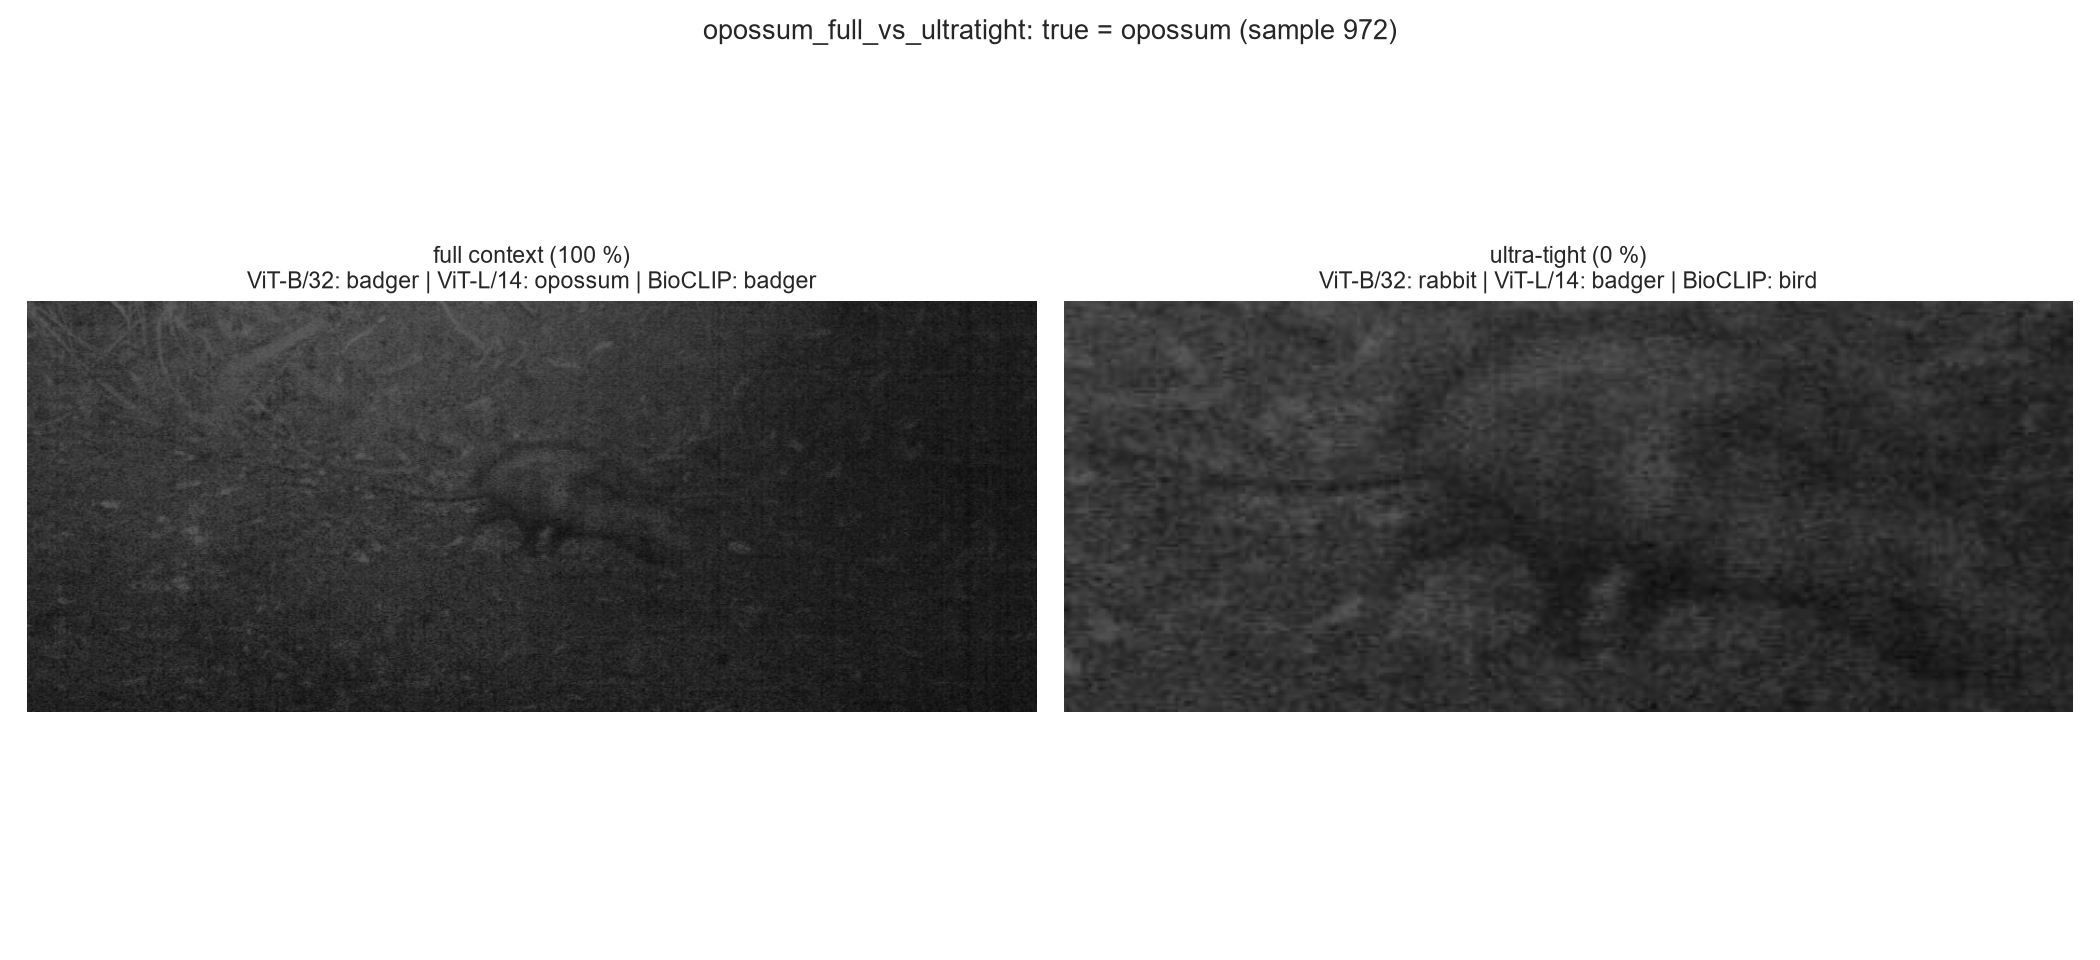 opossum_full_vs_ultratight: true = opossum (sample 972)
full context (100 %)
ViT-B/32: badger | ViT-L/14: opossum | BioCLIP: badger
ultra-tight (0 %)
ViT-B/32: rabbit | ViT-L/14: badger | BioCLIP: bird